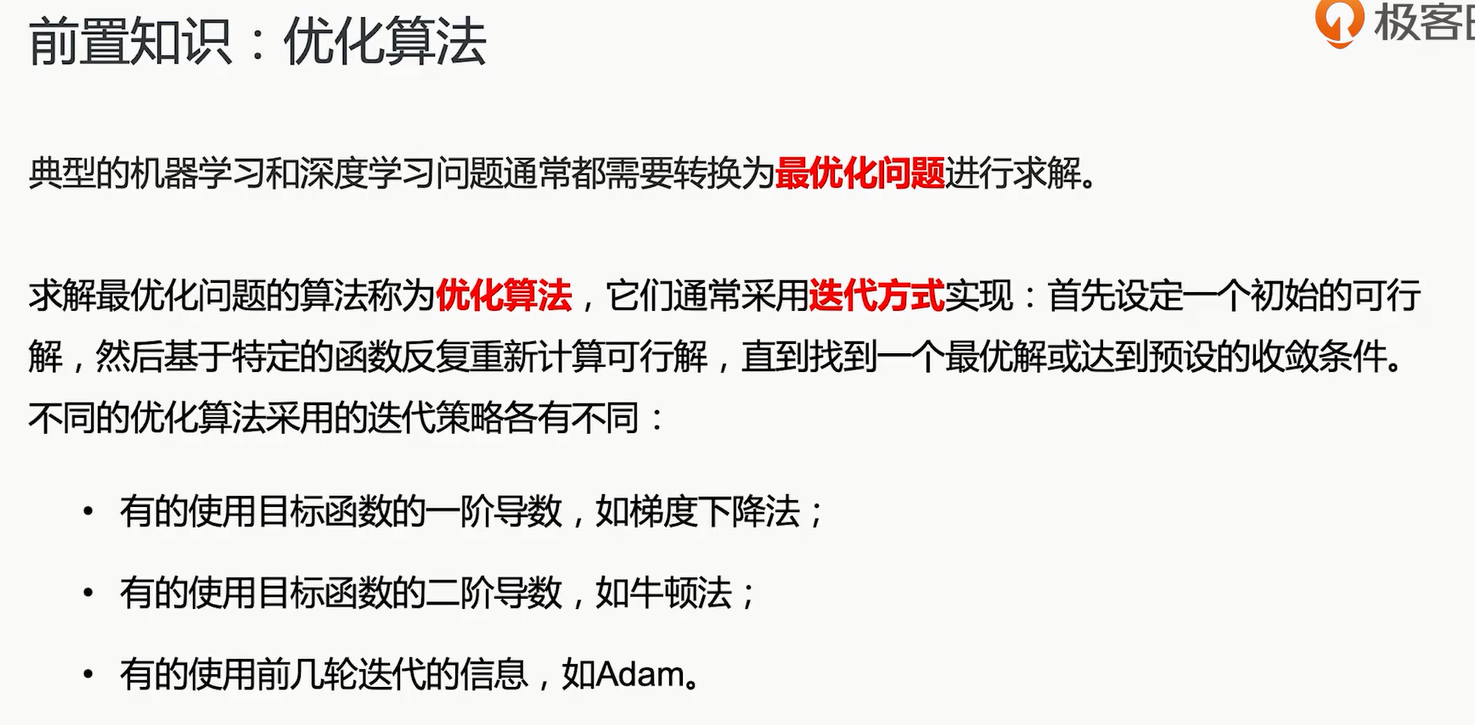 前置知识：优化算法
极客
典型的机器学习和深度学习问题通常都需要转换为最优化问题进行求解。
求解最优化问题的算法称为优化算法，它们通常采用迭代方式实现：首先设定一个初始的可行
解，然后基于特定的函数反复重新计算可行解，直到找到一个最优解或达到预设的收敛条件。
不同的优化算法采用的迭代策略各有不同：
• 有的使用目标函数的一阶导数，如梯度下降法；
• 有的使用目标函数的二阶导数，如牛顿法；
• 有的使用前几轮迭代的信息，如Adam。